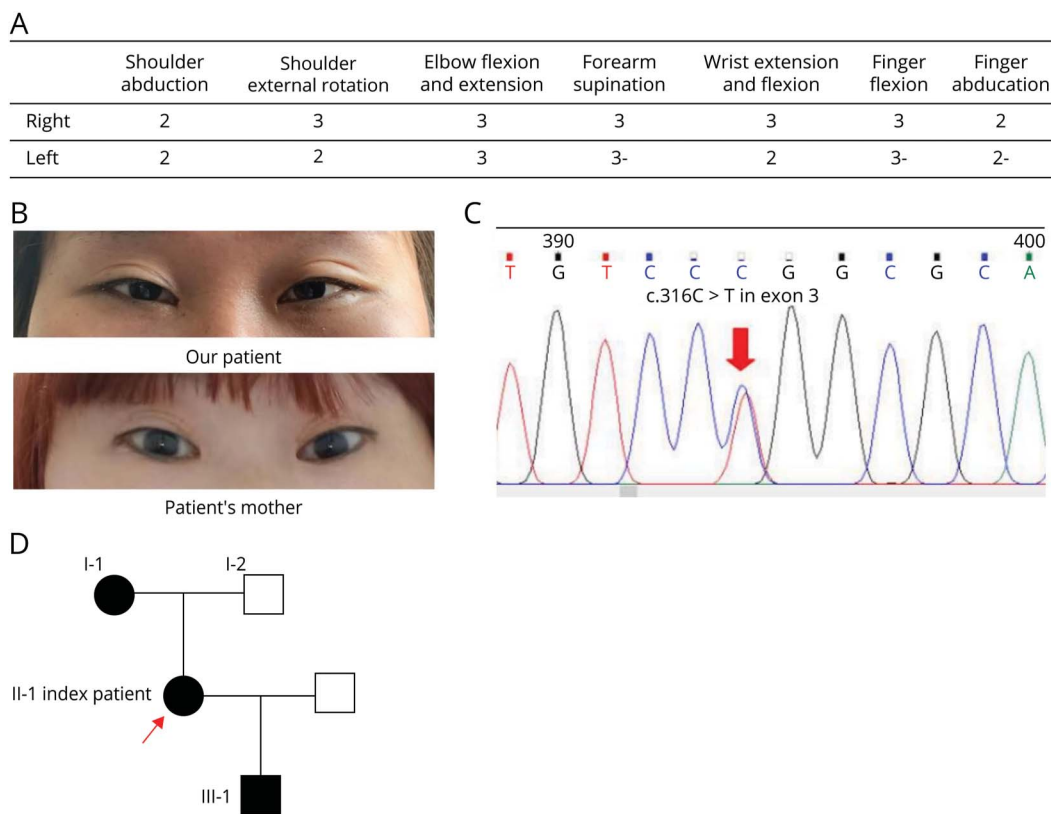 A
Shoulder abduction Shoulder external rotation Elbow flexion and extension Forearm supination Wrist extension and flexion Finger flexion Finger abducation
Right 2 3 3 3 3 3 2
Left 2 2 3 3- 2 3- 2-
B
Our patient
Patient's mother
C
390 400
T G T C C C G G C G C A
c.316C > T in exon 3
D
I-1 I-2
II-1 index patient
III-1